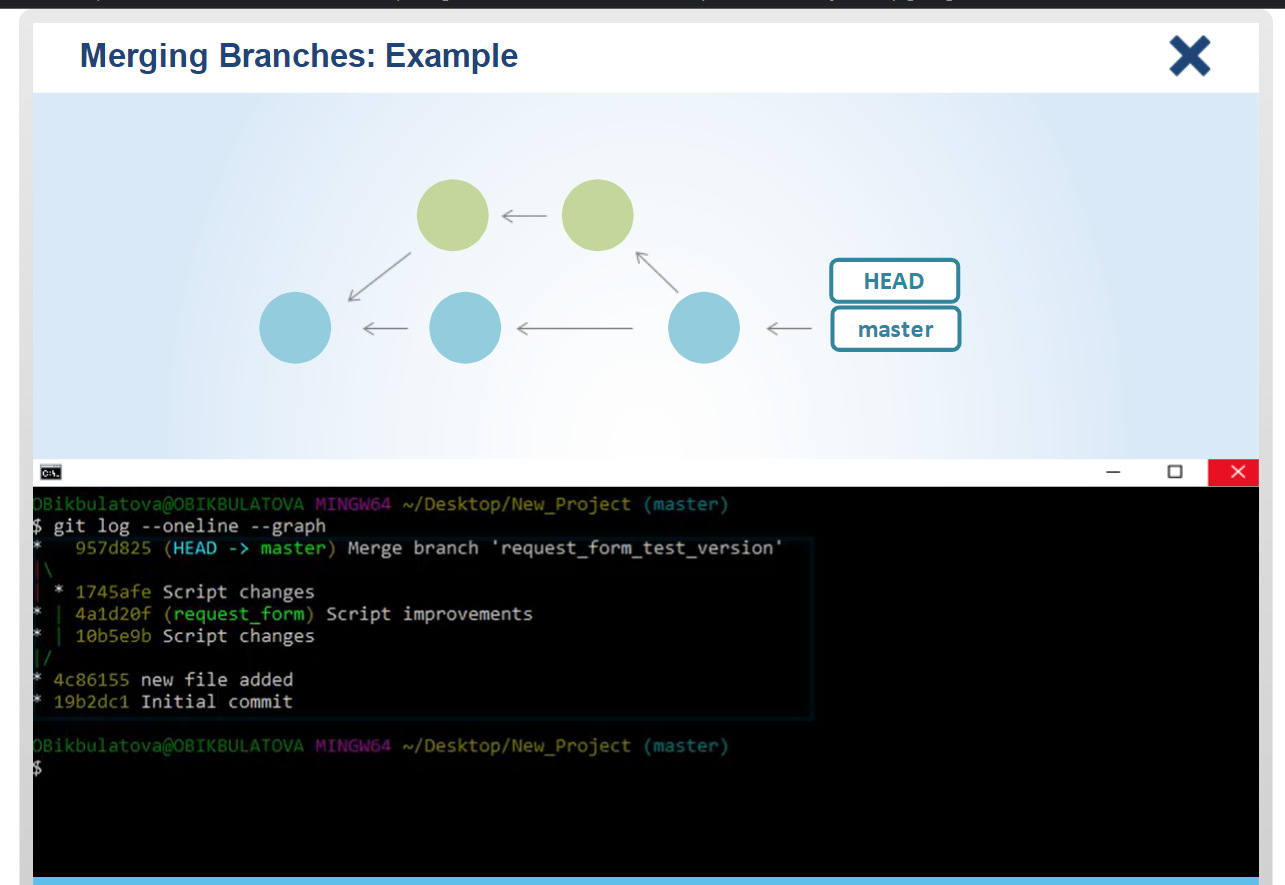 Merging Branches: Example
HEAD
master
C:\.
OBikbulatova@OBIKBULATOVA MINGW64 ~/Desktop/New_Project (master)
$ git log --oneline --graph
*   957d825 (HEAD -> master) Merge branch 'request_form_test_version'
|\
| * 1745afe Script changes
* | 4a1d20f (request_form) Script improvements
* | 10b5e9b Script changes
|/
* 4c86155 new file added
* 19b2dc1 Initial commit
OBikbulatova@OBIKBULATOVA MINGW64 ~/Desktop/New_Project (master)
$